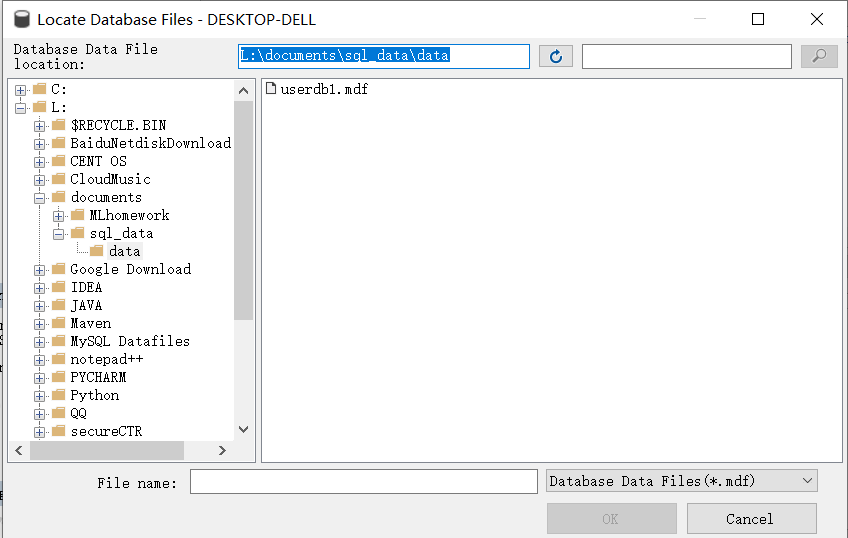 Locate Database Files - DESKTOP-DELL
Database Data File
location:
L:\documents\sql_data\data
C:
L:
$RECYCLE.BIN
BaiduNetdiskDownload
CENT OS
CloudMusic
documents
MLhomework
sql_data
data
Google Download
IDEA
JAVA
Maven
MySQL Datafiles
notepad++
PYCHARM
Python
QQ
secureCTR
userdb1.mdf
File name:
Database Data Files(*.mdf)
OK
Cancel